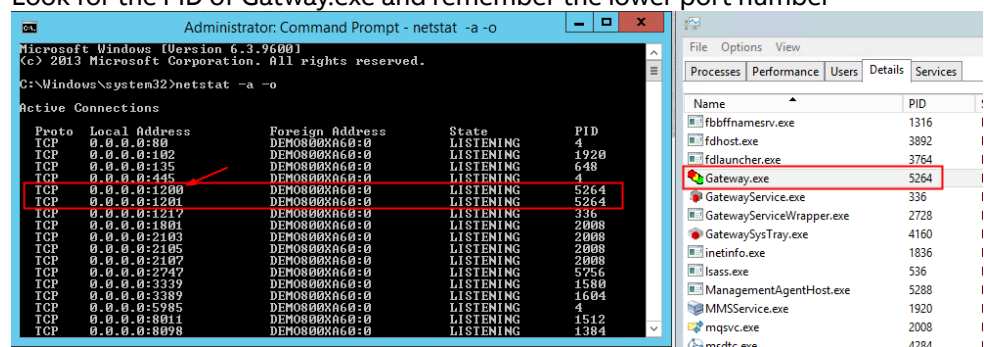 Look for the PID of Gatway.exe and remember the lower port number
Administrator: Command Prompt - netstat -a -o
Microsoft Windows [Version 6.3.9600]
(c) 2013 Microsoft Corporation. All rights reserved.
C:\Windows\system32>netstat -a -o
Active Connections
Proto Local Address Foreign Address State PID
TCP 0.0.0.0:80 DEMO800XA60:0 LISTENING 4
TCP 0.0.0.0:102 DEMO800XA60:0 LISTENING 1920
TCP 0.0.0.0:135 DEMO800XA60:0 LISTENING 648
TCP 0.0.0.0:445 DEMO800XA60:0 LISTENING 4
TCP 0.0.0.0:1200 DEMO800XA60:0 LISTENING 5264
TCP 0.0.0.0:1201 DEMO800XA60:0 LISTENING 5264
TCP 0.0.0.0:1217 DEMO800XA60:0 LISTENING 336
TCP 0.0.0.0:1801 DEMO800XA60:0 LISTENING 2008
TCP 0.0.0.0:2103 DEMO800XA60:0 LISTENING 2008
TCP 0.0.0.0:2105 DEMO800XA60:0 LISTENING 2008
TCP 0.0.0.0:2107 DEMO800XA60:0 LISTENING 2008
TCP 0.0.0.0:2747 DEMO800XA60:0 LISTENING 5756
TCP 0.0.0.0:3339 DEMO800XA60:0 LISTENING 1580
TCP 0.0.0.0:3389 DEMO800XA60:0 LISTENING 1604
TCP 0.0.0.0:5985 DEMO800XA60:0 LISTENING 4
TCP 0.0.0.0:8011 DEMO800XA60:0 LISTENING 1512
TCP 0.0.0.0:8098 DEMO800XA60:0 LISTENING 1384
File Options View
Processes Performance Users Details Services
Name PID
fbbffnamesrv.exe 1316
fdhost.exe 3892
fdlauncher.exe 3764
Gateway.exe 5264
GatewayService.exe 336
GatewayServiceWrapper.exe 2728
GatewaySysTray.exe 4160
inetinfo.exe 1836
lsass.exe 536
ManagementAgentHost.exe 5288
MMSService.exe 1920
mqsvc.exe 2008
msdtc.exe 4284